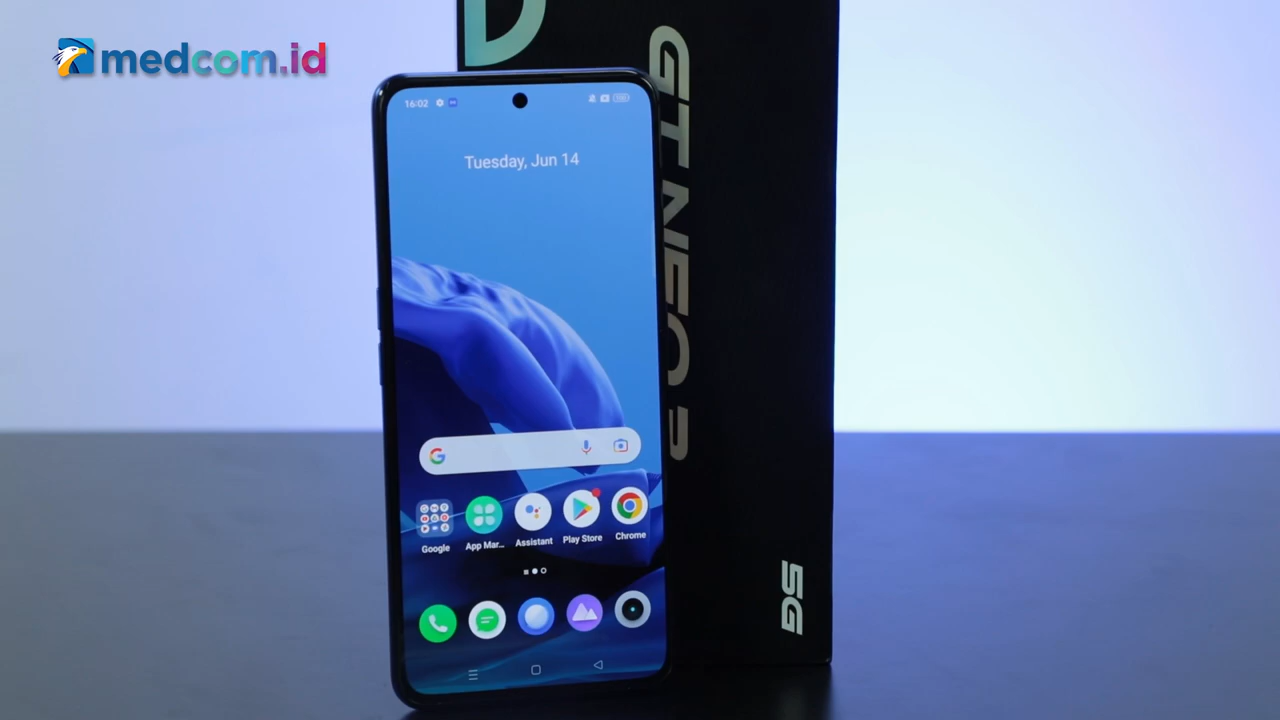 medcom.id
16:02
Tuesday, Jun 14
Google
App Mar...
Assistant
Play Store
Chrome
GT NEO 3
5G